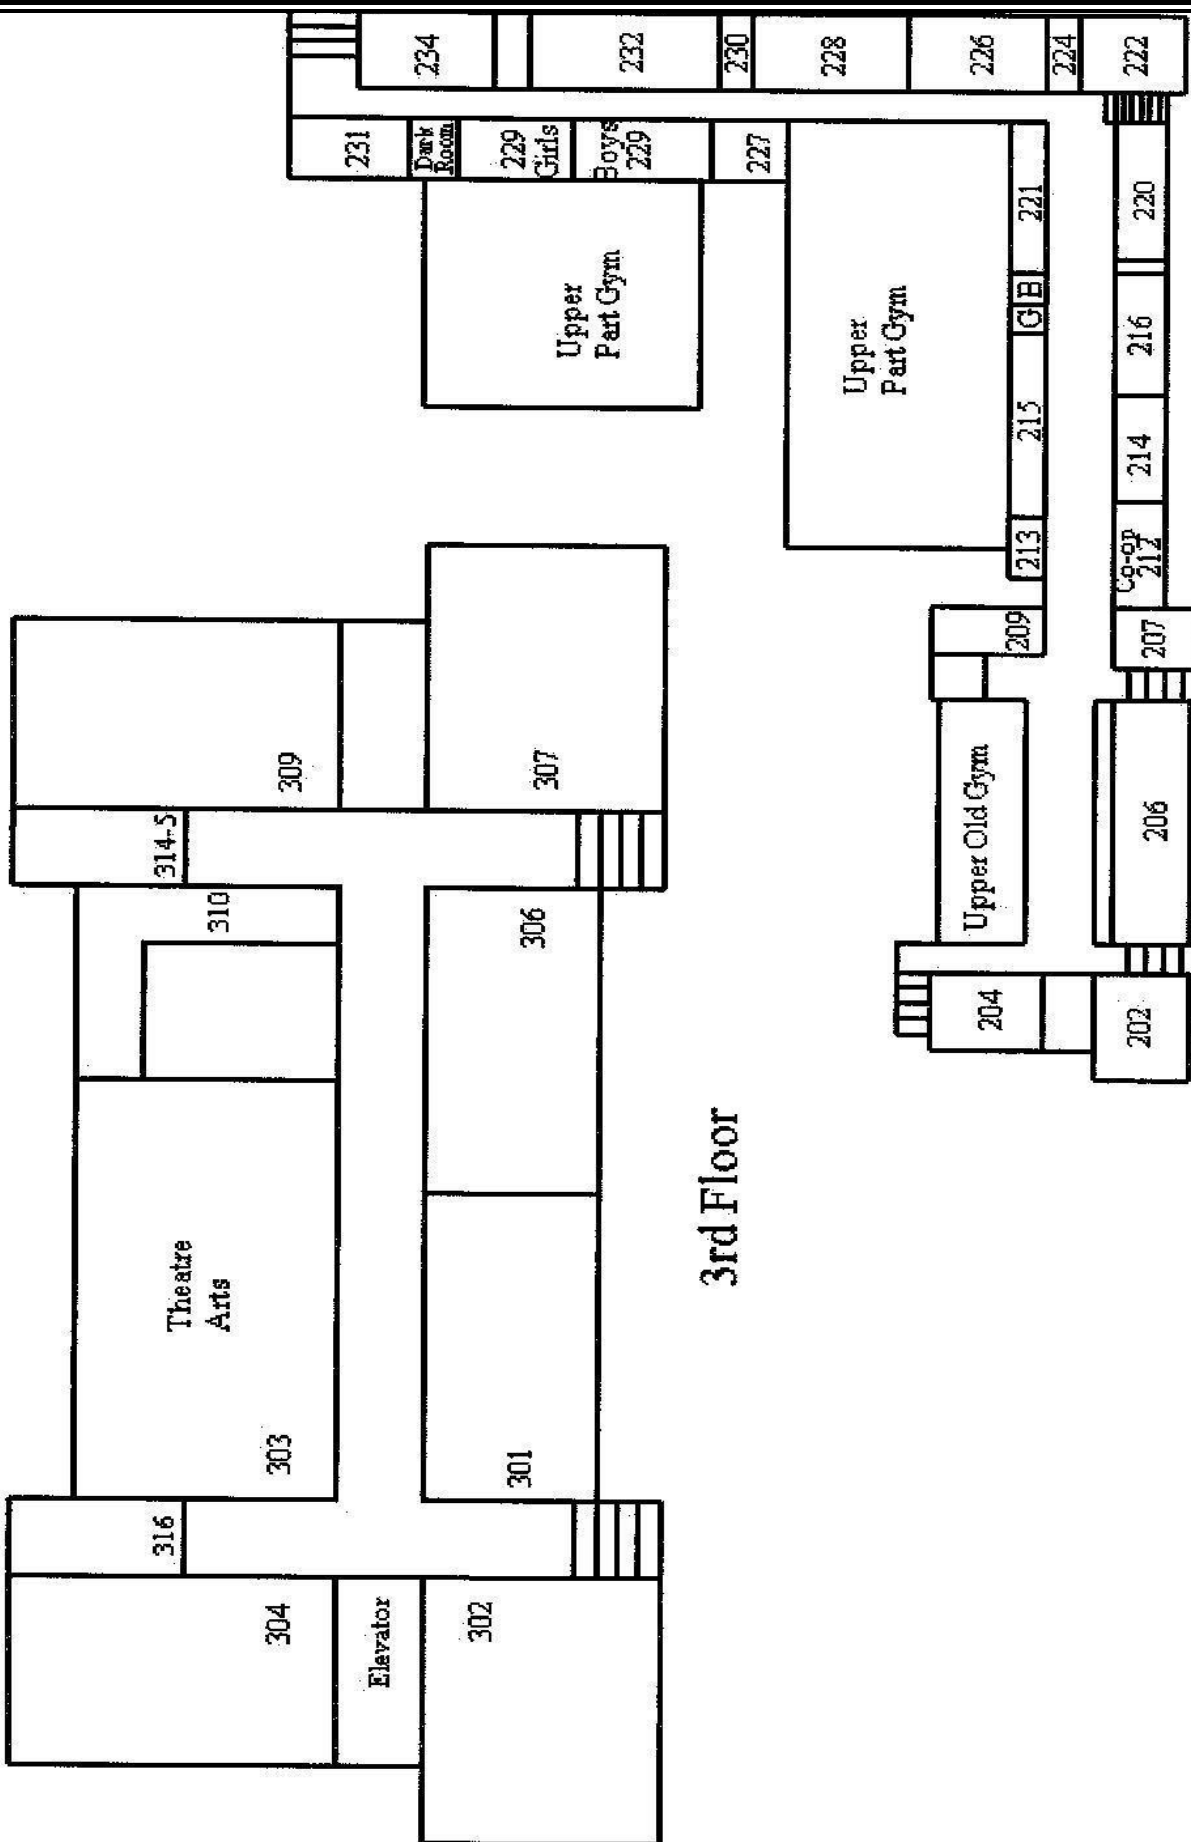 304
316
303
Theatre
Arts
310
314-S
309
Elevator
302
301
306
307
3rd Floor
231
Dark
Room
229
Girls
Boys
229
227
234
232
230
228
226
224
222
Upper
Part Gym
Upper
Part Gym
204
Upper Old Gym
209
213
215
G
B
221
202
206
207
Co-op
212
214
216
220